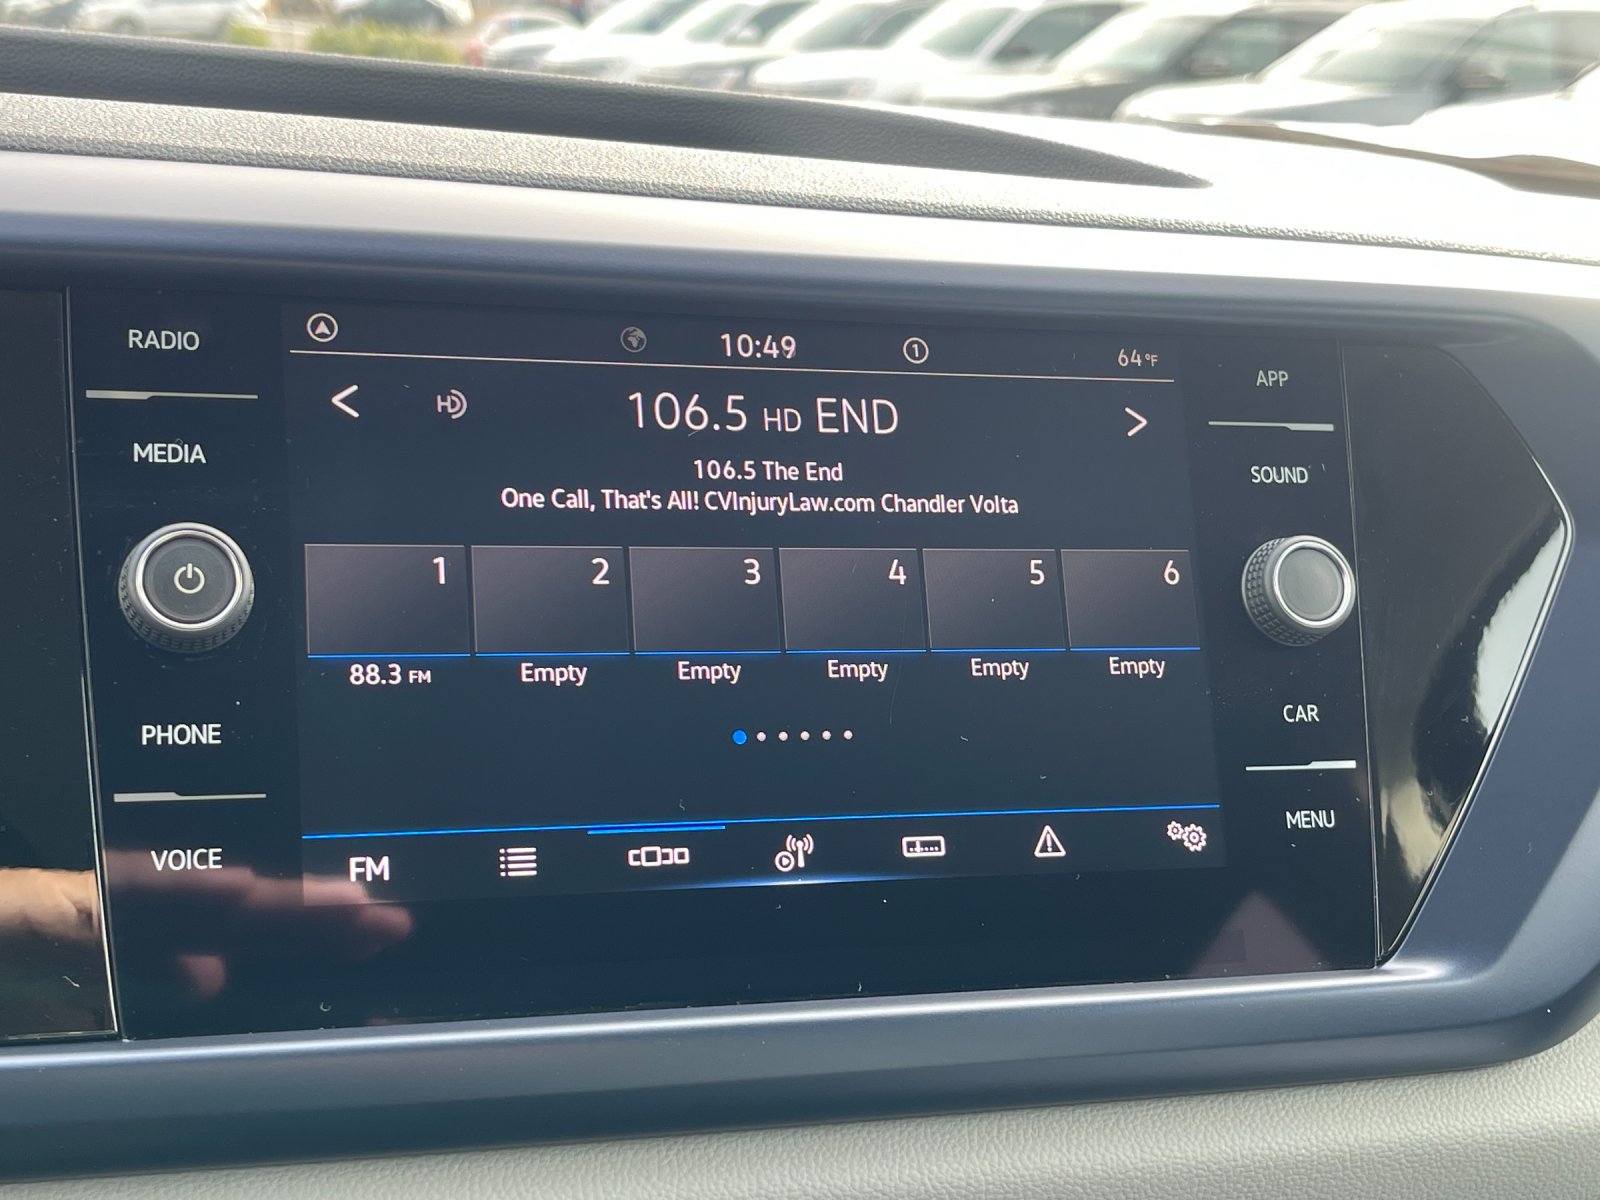 RADIO
MEDIA
PHONE
VOICE
10:49
1
64°F
HD
106.5 HD END
106.5 The End
One Call, That's All! CVInjuryLaw.com Chandler Volta
1 2 3 4 5 6
88.3 FM Empty Empty Empty Empty Empty
FM
APP
SOUND
CAR
MENU